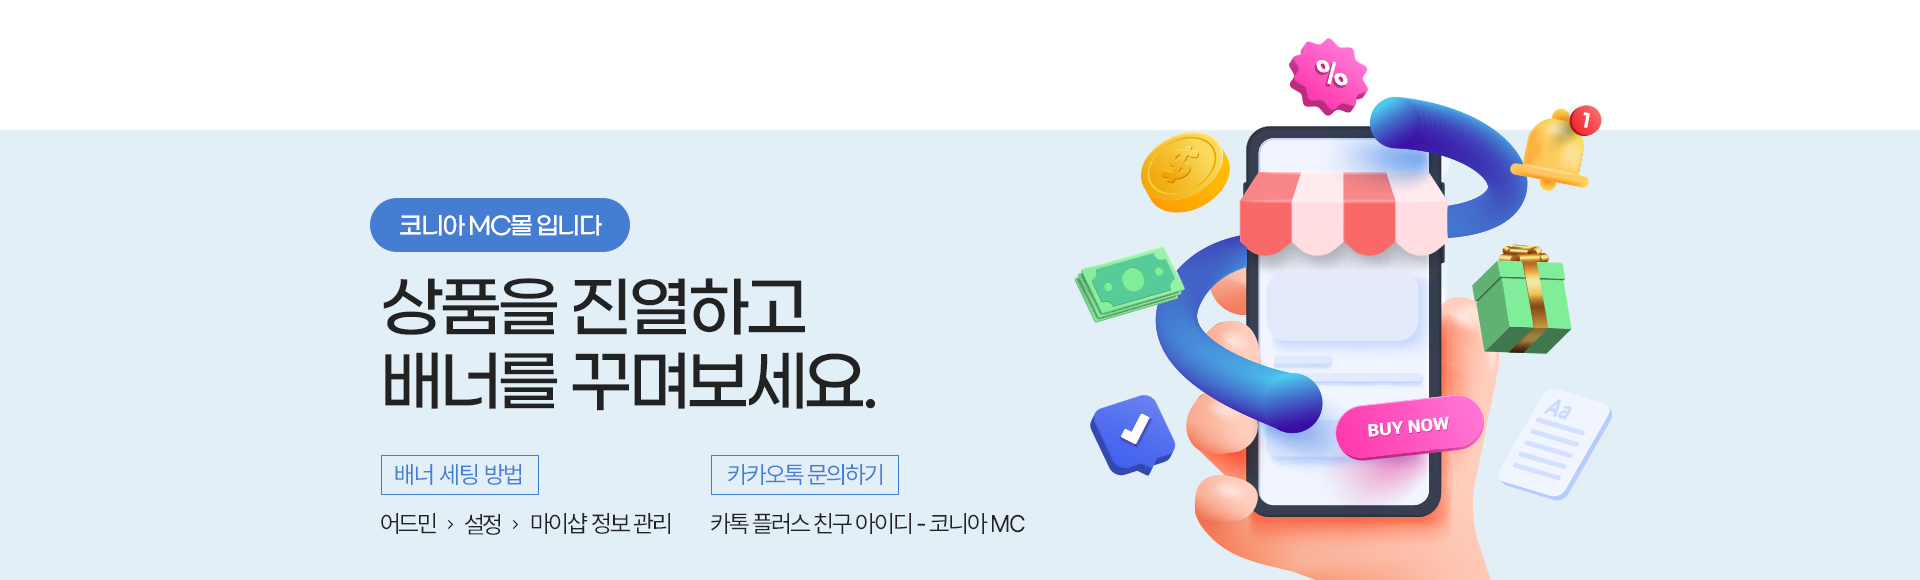 코니아 MC몰 입니다
상품을 진열하고
배너를 꾸며보세요.
배너 세팅 방법
어드민 > 설정 > 마이샵 정보 관리
카카오톡 문의하기
카톡 플러스 친구 아이디 - 코니아 MC
%
1
$
Aa
BUY NOW